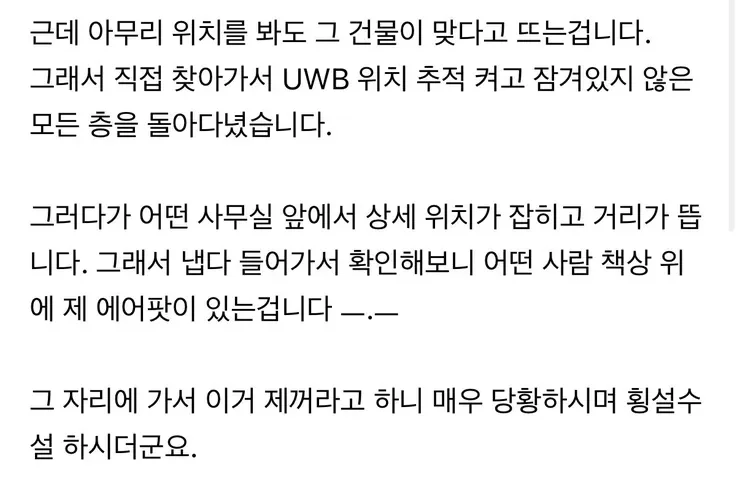 근데 아무리 위치를 봐도 그 건물이 맞다고 뜨는겁니다.
그래서 직접 찾아가서 UWB 위치 추적 켜고 잠겨있지 않은
모든 층을 돌아다녔습니다.
그러다가 어떤 사무실 앞에서 상세 위치가 잡히고 거리가 뜹
니다. 그래서 냅다 들어가서 확인해보니 어떤 사람 책상 위
에 제 에어팟이 있는겁니다 ㅡ.ㅡ
그 자리에 가서 이거 제꺼라고 하니 매우 당황하시며 횡설수
설 하시더군요.